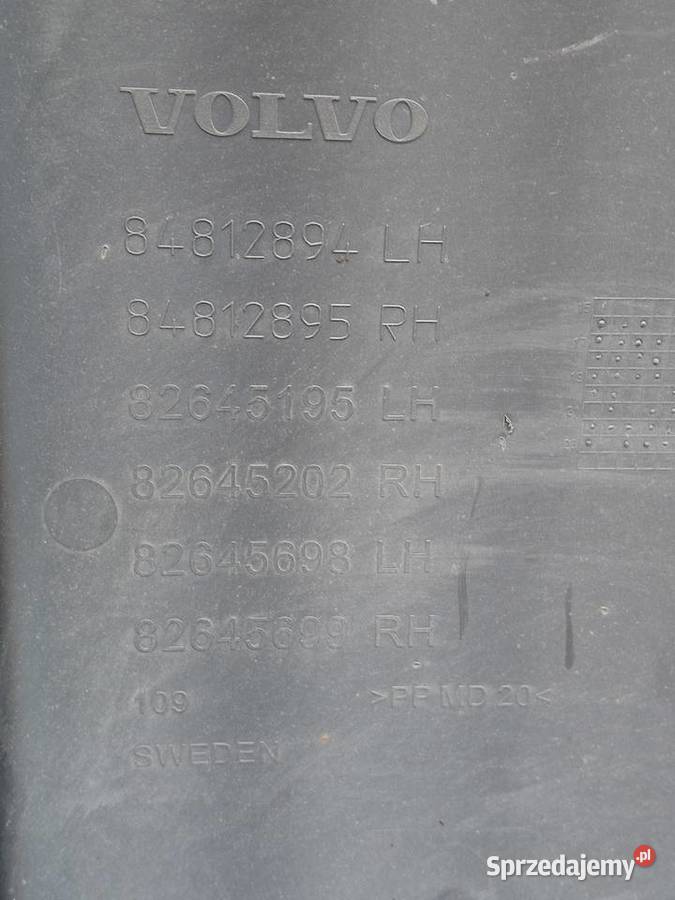 VOLVO
84812894 LH
84812895 RH
82645195 LH
82645202 RH
82645698 LH
82645699 RH
109 >PP MD 20<
SWEDEN
Sprzedajemy.pl